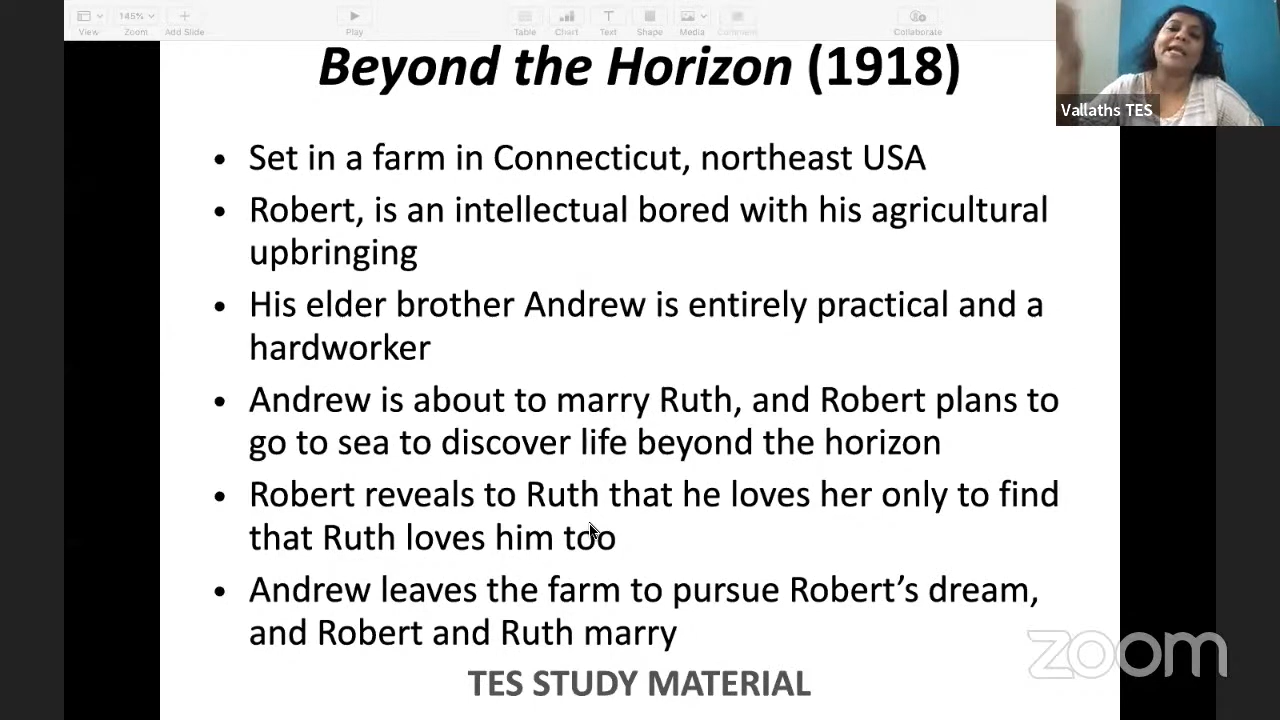 145%
View
Zoom
Add Slide
Play
Table
Chart
Text
Shape
Media
Comment
Collaborate
Beyond the Horizon (1918)
Vallaths TES
• Set in a farm in Connecticut, northeast USA
• Robert, is an intellectual bored with his agricultural
upbringing
• His elder brother Andrew is entirely practical and a
hardworker
• Andrew is about to marry Ruth, and Robert plans to
go to sea to discover life beyond the horizon
• Robert reveals to Ruth that he loves her only to find
that Ruth loves him too
• Andrew leaves the farm to pursue Robert’s dream,
and Robert and Ruth marry
zoom
TES STUDY MATERIAL